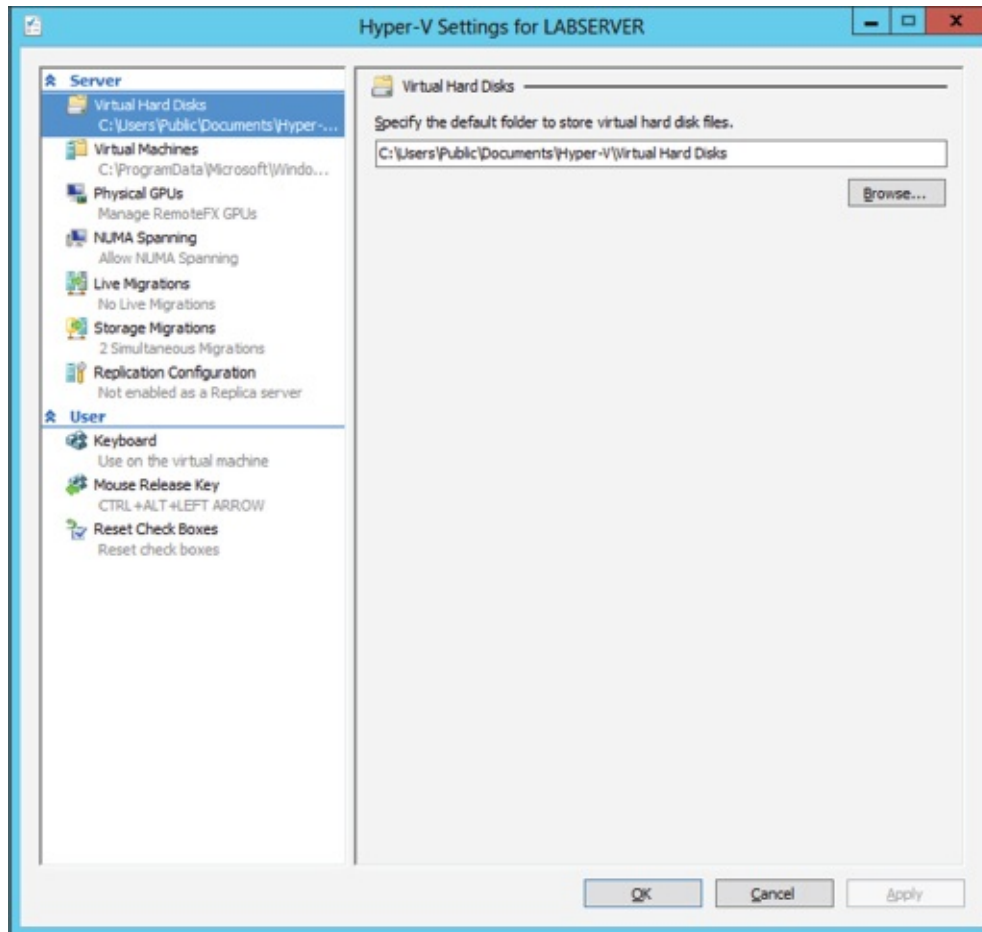 Hyper-V Settings for LABSERVER
Server
Virtual Hard Disks
C:\Users\Public\Documents\Hyper-...
Virtual Machines
C:\ProgramData\Microsoft\Windo...
Physical GPUs
Manage RemoteFX GPUs
NUMA Spanning
Allow NUMA Spanning
Live Migrations
No Live Migrations
Storage Migrations
2 Simultaneous Migrations
Replication Configuration
Not enabled as a Replica server
User
Keyboard
Use on the virtual machine
Mouse Release Key
CTRL+ALT+LEFT ARROW
Reset Check Boxes
Reset check boxes
Virtual Hard Disks
Specify the default folder to store virtual hard disk files.
C:\Users\Public\Documents\Hyper-V\Virtual Hard Disks
Browse...
OK
Cancel
Apply